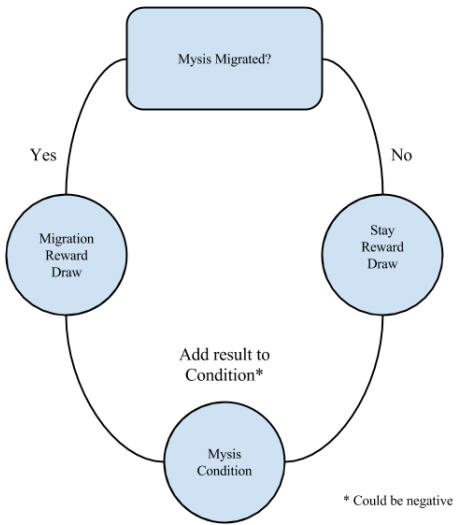 Mysis Migrated?
Yes
No
Migration
Reward
Draw
Stay
Reward
Draw
Add result to
Condition*
Mysis
Condition
* Could be negative